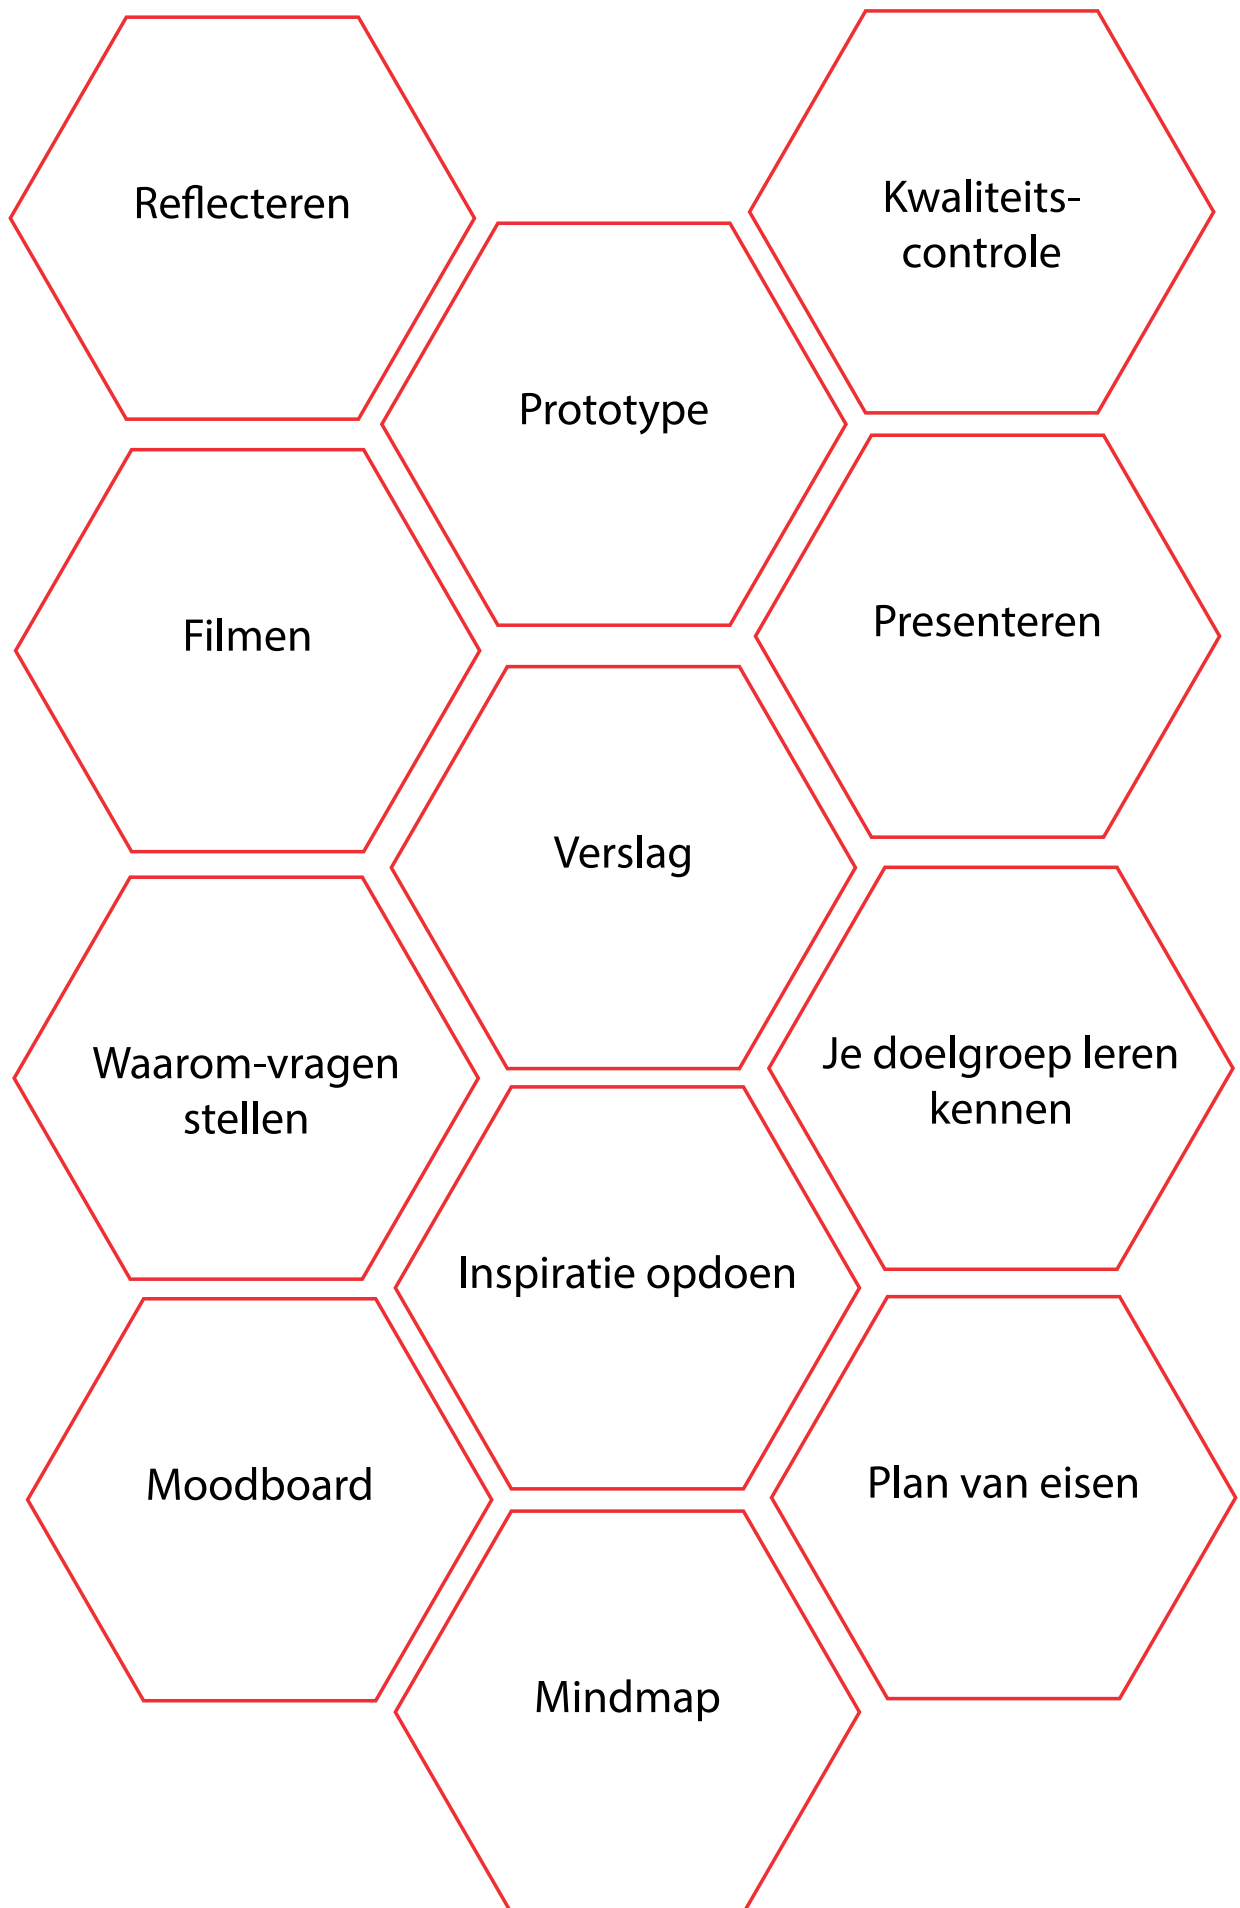 Reflecteren
Kwaliteits-
controle
Prototype
Filmen
Presenteren
Verslag
Waarom-vragen
stellen
Je doelgroep leren
kennen
Inspiratie opdoen
Moodboard
Plan van eisen
Mindmap